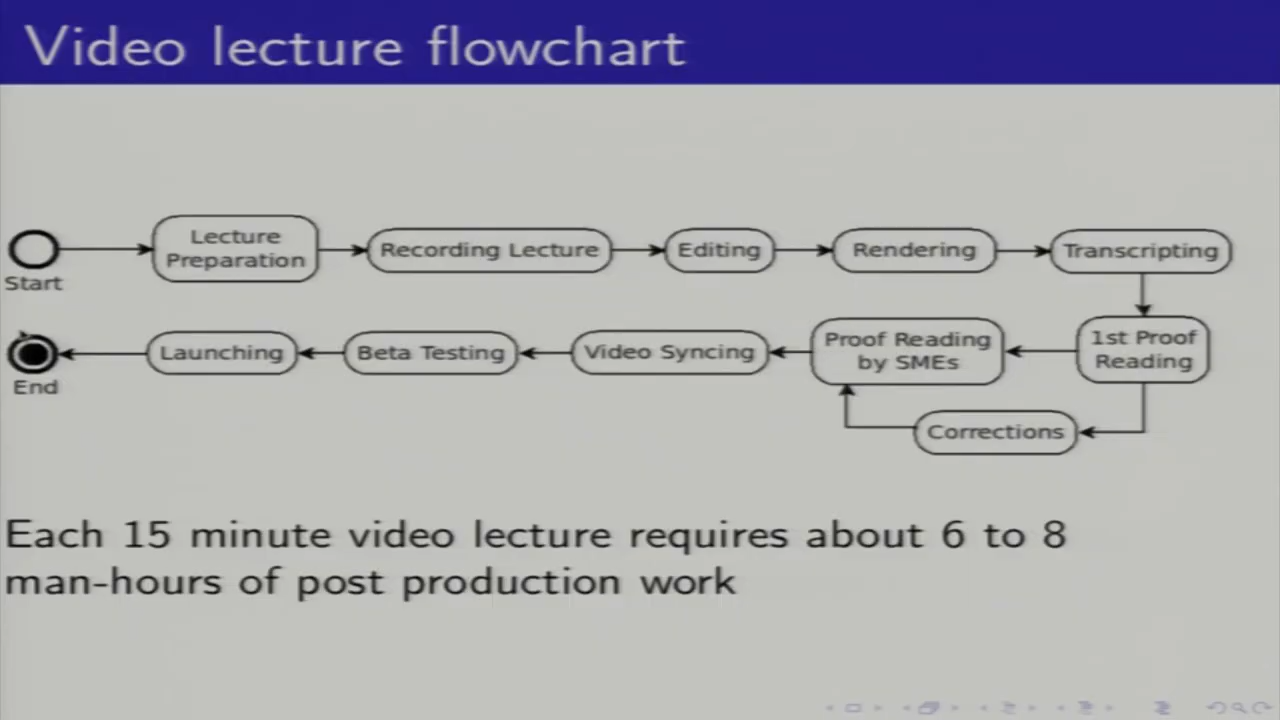 Video lecture flowchart
Start
Lecture
Preparation
Recording Lecture
Editing
Rendering
Transcripting
1st Proof
Reading
Corrections
Proof Reading
by SMEs
Video Syncing
Beta Testing
Launching
End
Each 15 minute video lecture requires about 6 to 8
man-hours of post production work